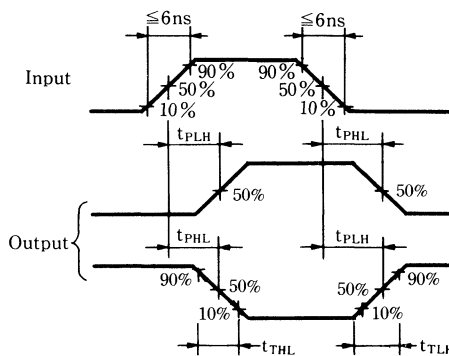 ≦6ns ≦6ns
Input
90% 90%
50% 50%
10% 10%
tPLH tPHL
50% 50%
Output
tPHL tPLH
90% 50% 50% 90%
10% 10%
tTHL tTLH